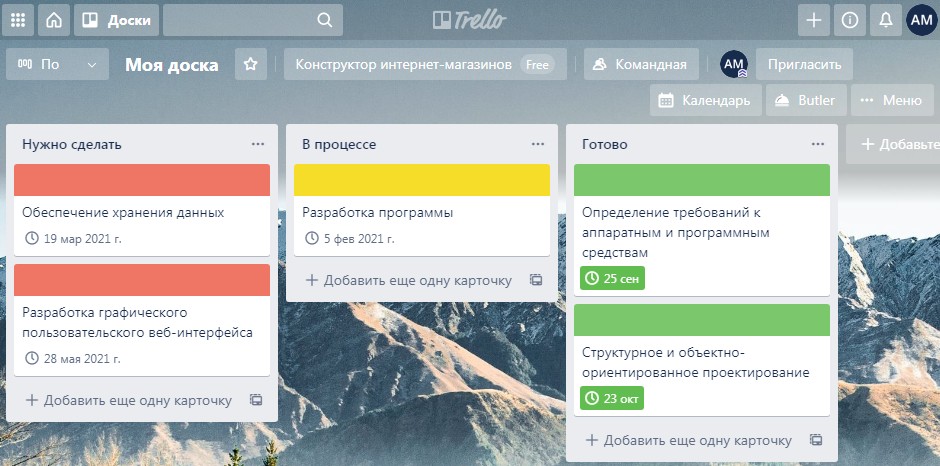 Доски
Trello
AM
По
Моя доска
Конструктор интернет-магазинов Free
Командная
AM
Пригласить
Календарь
Butler
Меню
Нужно сделать
Обеспечение хранения данных
19 мар 2021 г.
Разработка графического
пользовательского веб-интерфейса
28 мая 2021 г.
+ Добавить еще одну карточку
В процессе
Разработка программы
5 фев 2021 г.
+ Добавить еще одну карточку
Готово
Определение требований к
аппаратным и программным
средствам
25 сен
Структурное и объектно-
ориентированное проектирование
23 окт
+ Добавить еще одну карточку
+ Добавьте